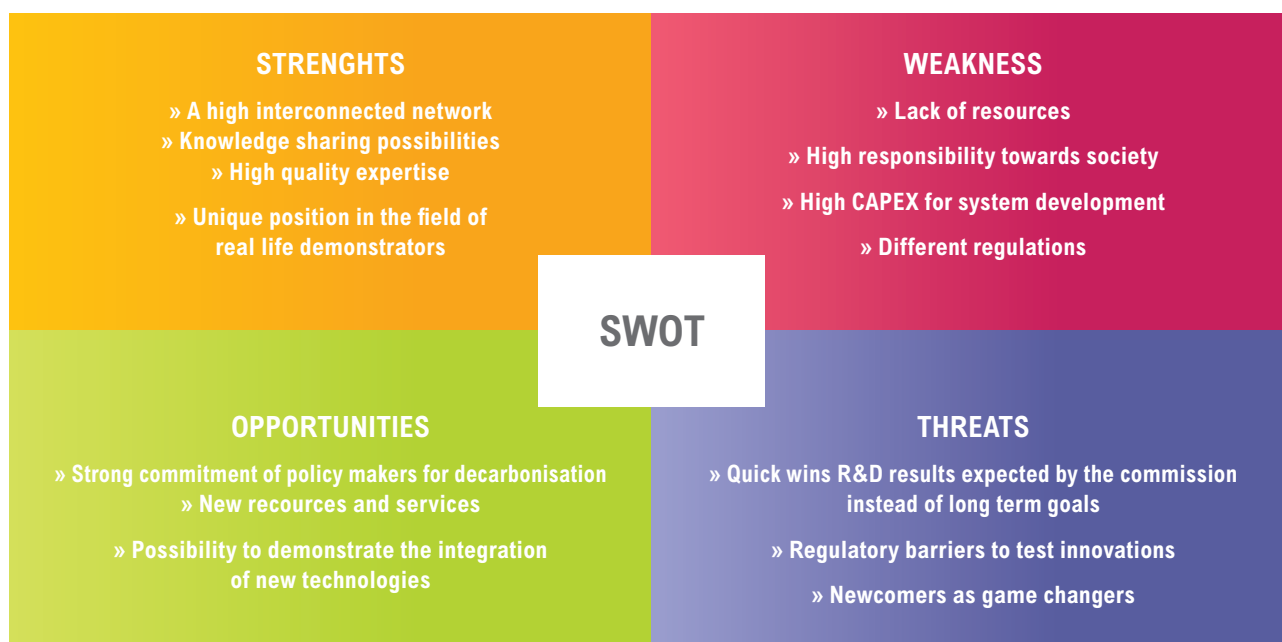 STRENGHTS
» A high interconnected network
» Knowledge sharing possibilities
» High quality expertise
» Unique position in the field of
real life demonstrators
WEAKNESS
» Lack of resources
» High responsibility towards society
» High CAPEX for system development
» Different regulations
SWOT
OPPORTUNITIES
» Strong commitment of policy makers for decarbonisation
» New recources and services
» Possibility to demonstrate the integration
of new technologies
THREATS
» Quick wins R&D results expected by the commission
instead of long term goals
» Regulatory barriers to test innovations
» Newcomers as game changers